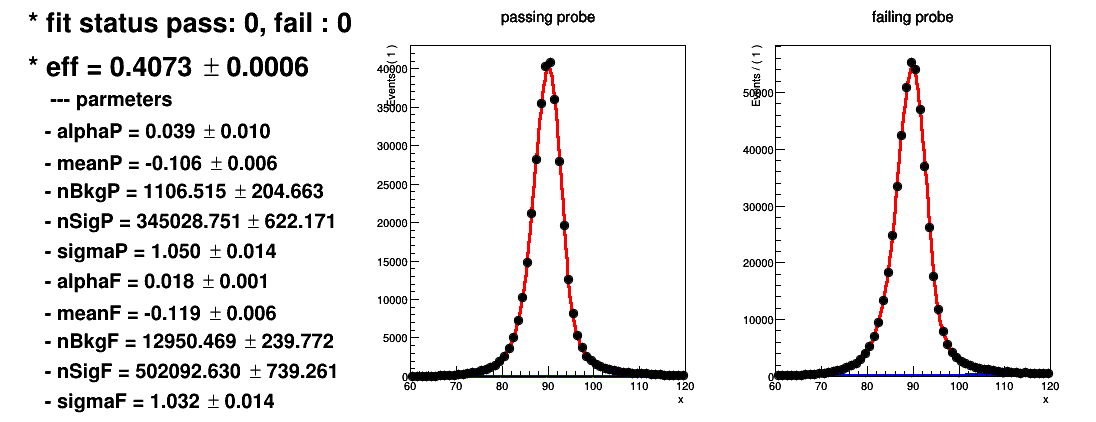 * fit status pass: 0, fail : 0
* eff = 0.4073 ± 0.0006
--- parmeters
- alphaP = 0.039 ± 0.010
- meanP = -0.106 ± 0.006
- nBkgP = 1106.515 ± 204.663
- nSigP = 345028.751 ± 622.171
- sigmaP = 1.050 ± 0.014
- alphaF = 0.018 ± 0.001
- meanF = -0.119 ± 0.006
- nBkgF = 12950.469 ± 239.772
- nSigF = 502092.630 ± 739.261
- sigmaF = 1.032 ± 0.014
passing probe
Events / ( 1 )
40000
35000
30000
25000
20000
15000
10000
5000
0
60 70 80 90 100 110 120
x
failing probe
Events / ( 1 )
50000
40000
30000
20000
10000
0
60 70 80 90 100 110 120
x